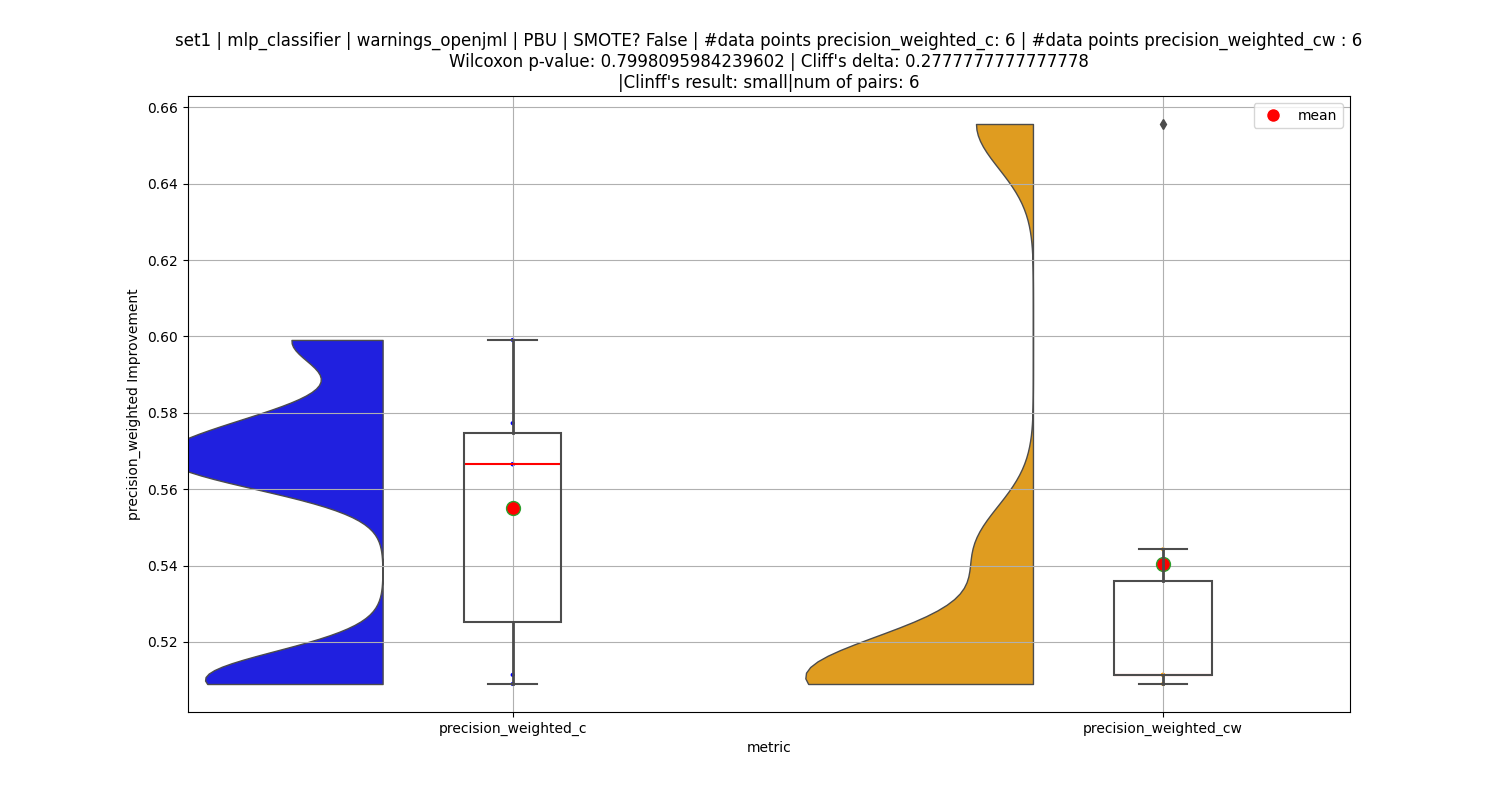 set1 | mlp_classifier | warnings_openjml | PBU | SMOTE? False | #data points precision_weighted_c: 6 | #data points precision_weighted_cw : 6
Wilcoxon p-value: 0.7998095984239602 | Cliff's delta: 0.2777777777777778
|Clinff's result: small|num of pairs: 6
mean
0.66
0.64
0.62
0.60
0.58
0.56
0.54
0.52
precision_weighted Improvement
precision_weighted_c
precision_weighted_cw
metric